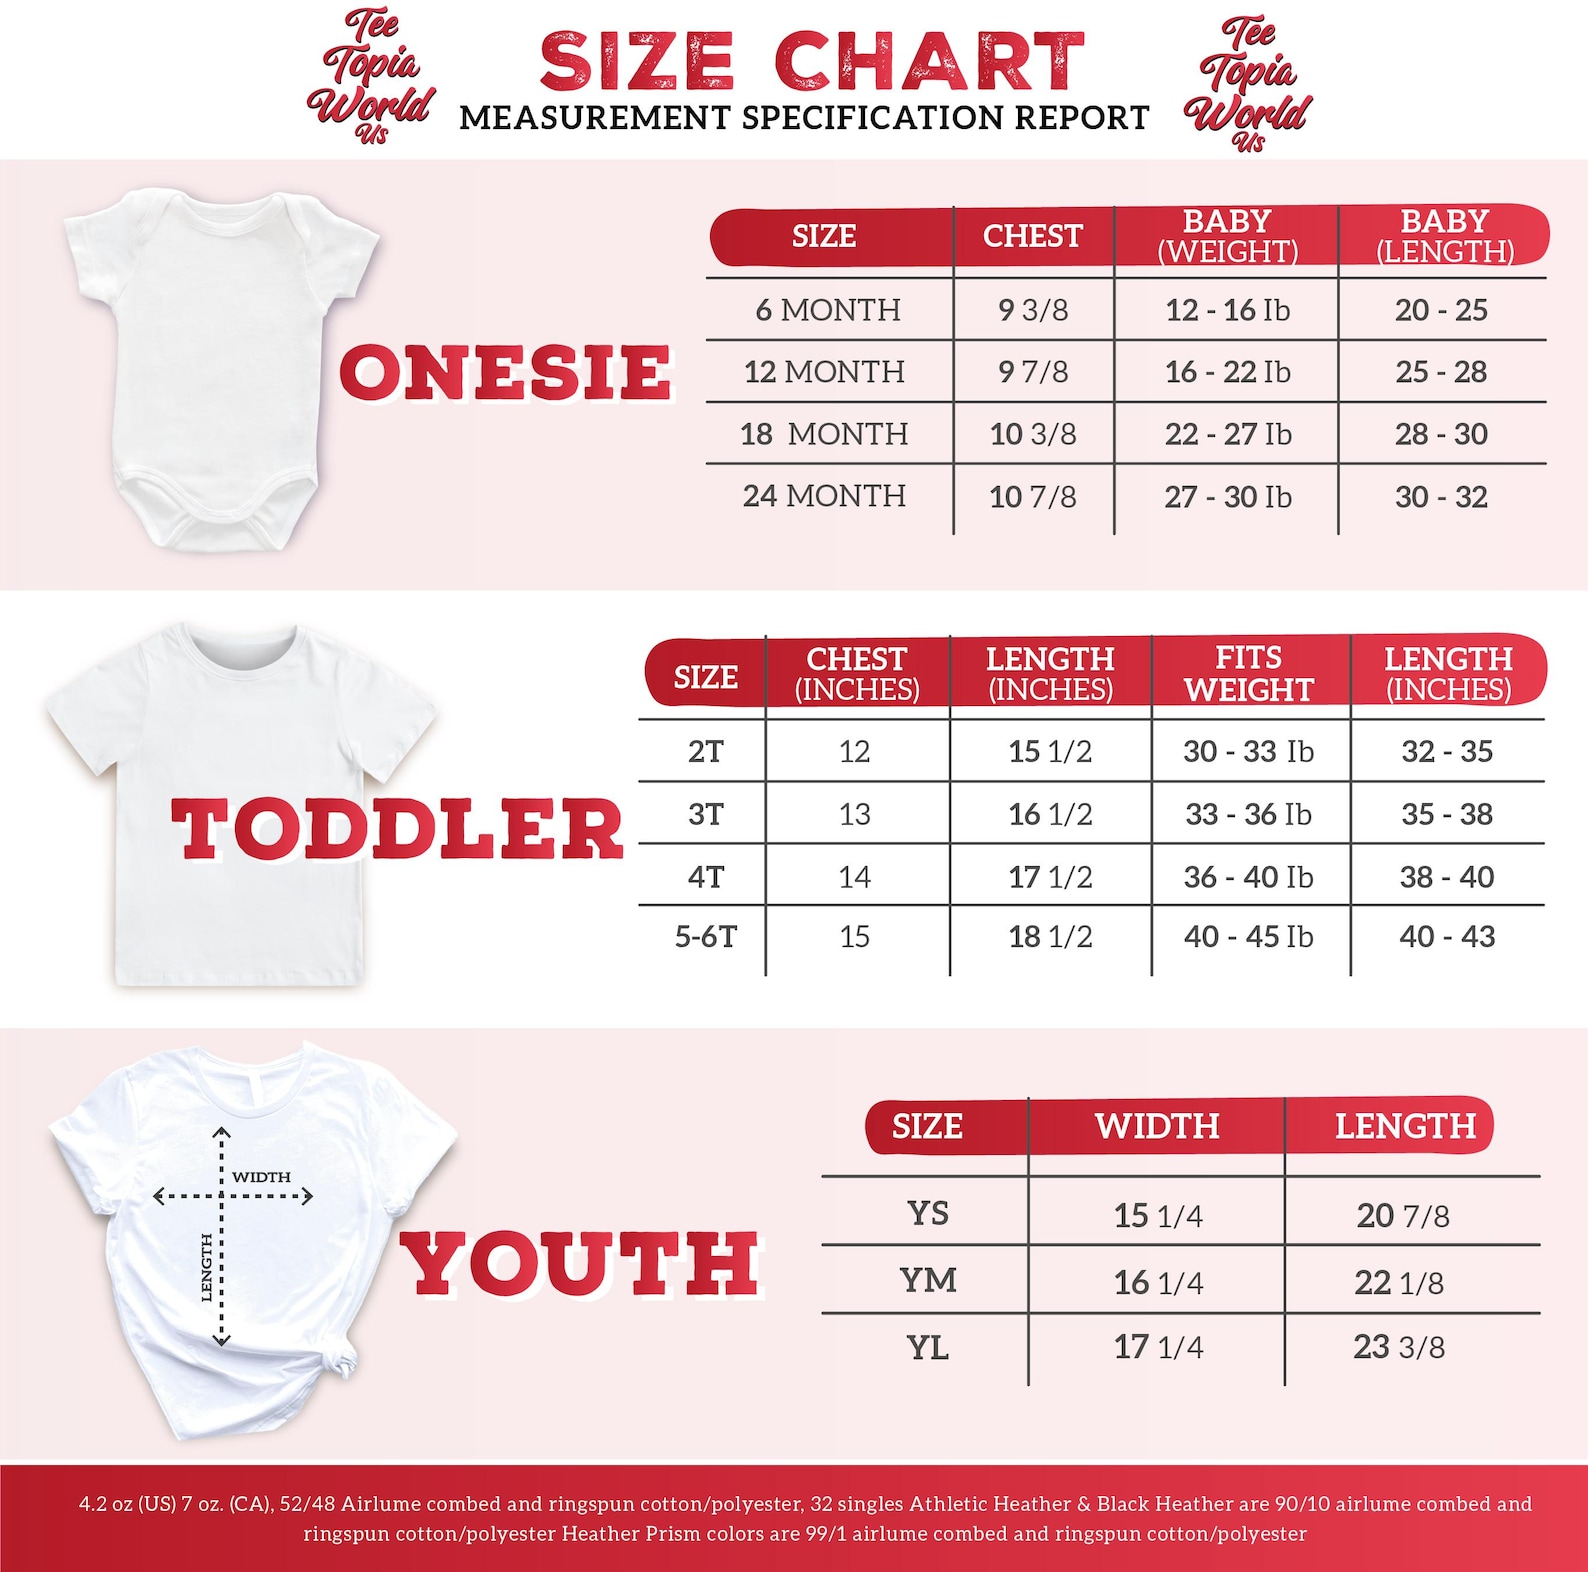 Tee
Topia
World
Us
SIZE CHART
MEASUREMENT SPECIFICATION REPORT
Tee
Topia
World
Us
ONESIE
SIZE CHEST BABY (WEIGHT) BABY (LENGTH)
6 MONTH 9 3/8 12 - 16 Ib 20 - 25
12 MONTH 9 7/8 16 - 22 Ib 25 - 28
18 MONTH 10 3/8 22 - 27 Ib 28 - 30
24 MONTH 10 7/8 27 - 30 Ib 30 - 32
TODDLER
SIZE CHEST (INCHES) LENGTH (INCHES) FITS WEIGHT LENGTH (INCHES)
2T 12 15 1/2 30 - 33 Ib 32 - 35
3T 13 16 1/2 33 - 36 Ib 35 - 38
4T 14 17 1/2 36 - 40 Ib 38 - 40
5-6T 15 18 1/2 40 - 45 Ib 40 - 43
WIDTH
LENGTH
YOUTH
SIZE WIDTH LENGTH
YS 15 1/4 20 7/8
YM 16 1/4 22 1/8
YL 17 1/4 23 3/8
4.2 oz (US) 7 oz. (CA), 52/48 Airlume combed and ringspun cotton/polyester, 32 singles Athletic Heather & Black Heather are 90/10 airlume combed and
ringspun cotton/polyester Heather Prism colors are 99/1 airlume combed and ringspun cotton/polyester